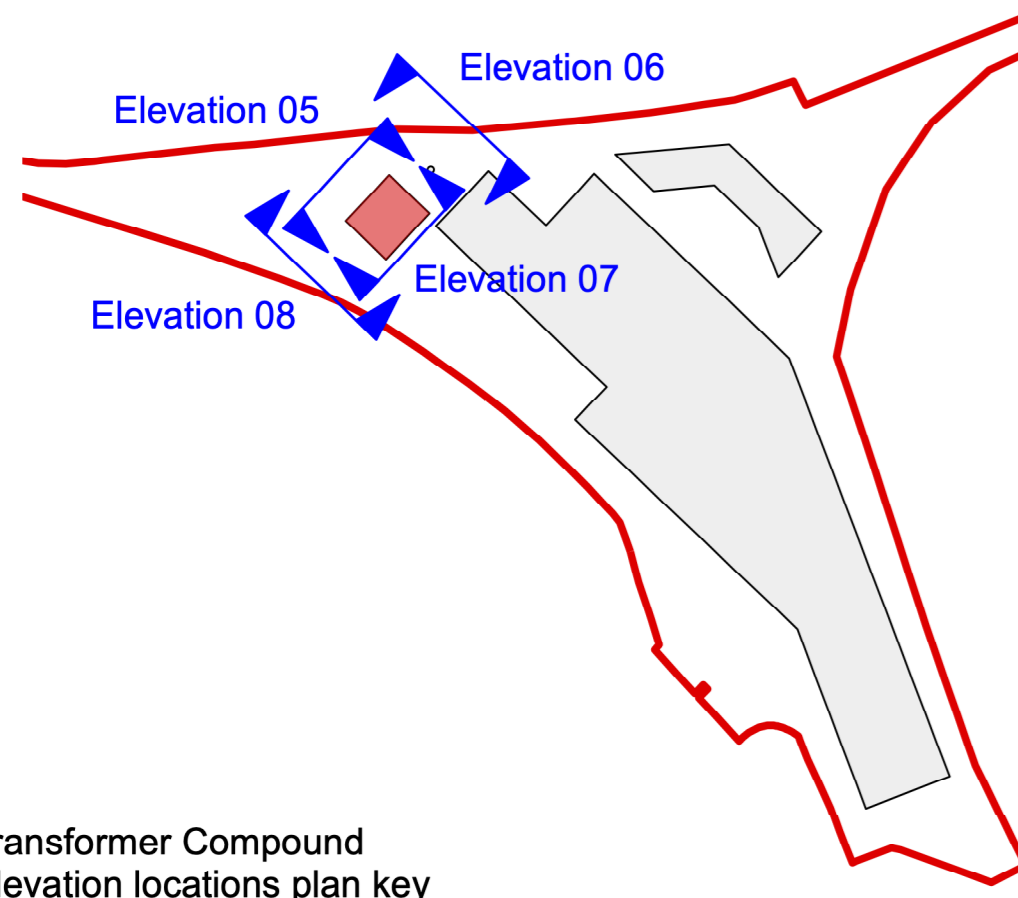 Elevation 06
Elevation 05
Elevation 07
Elevation 08
ransformer Compound
levation locations plan key